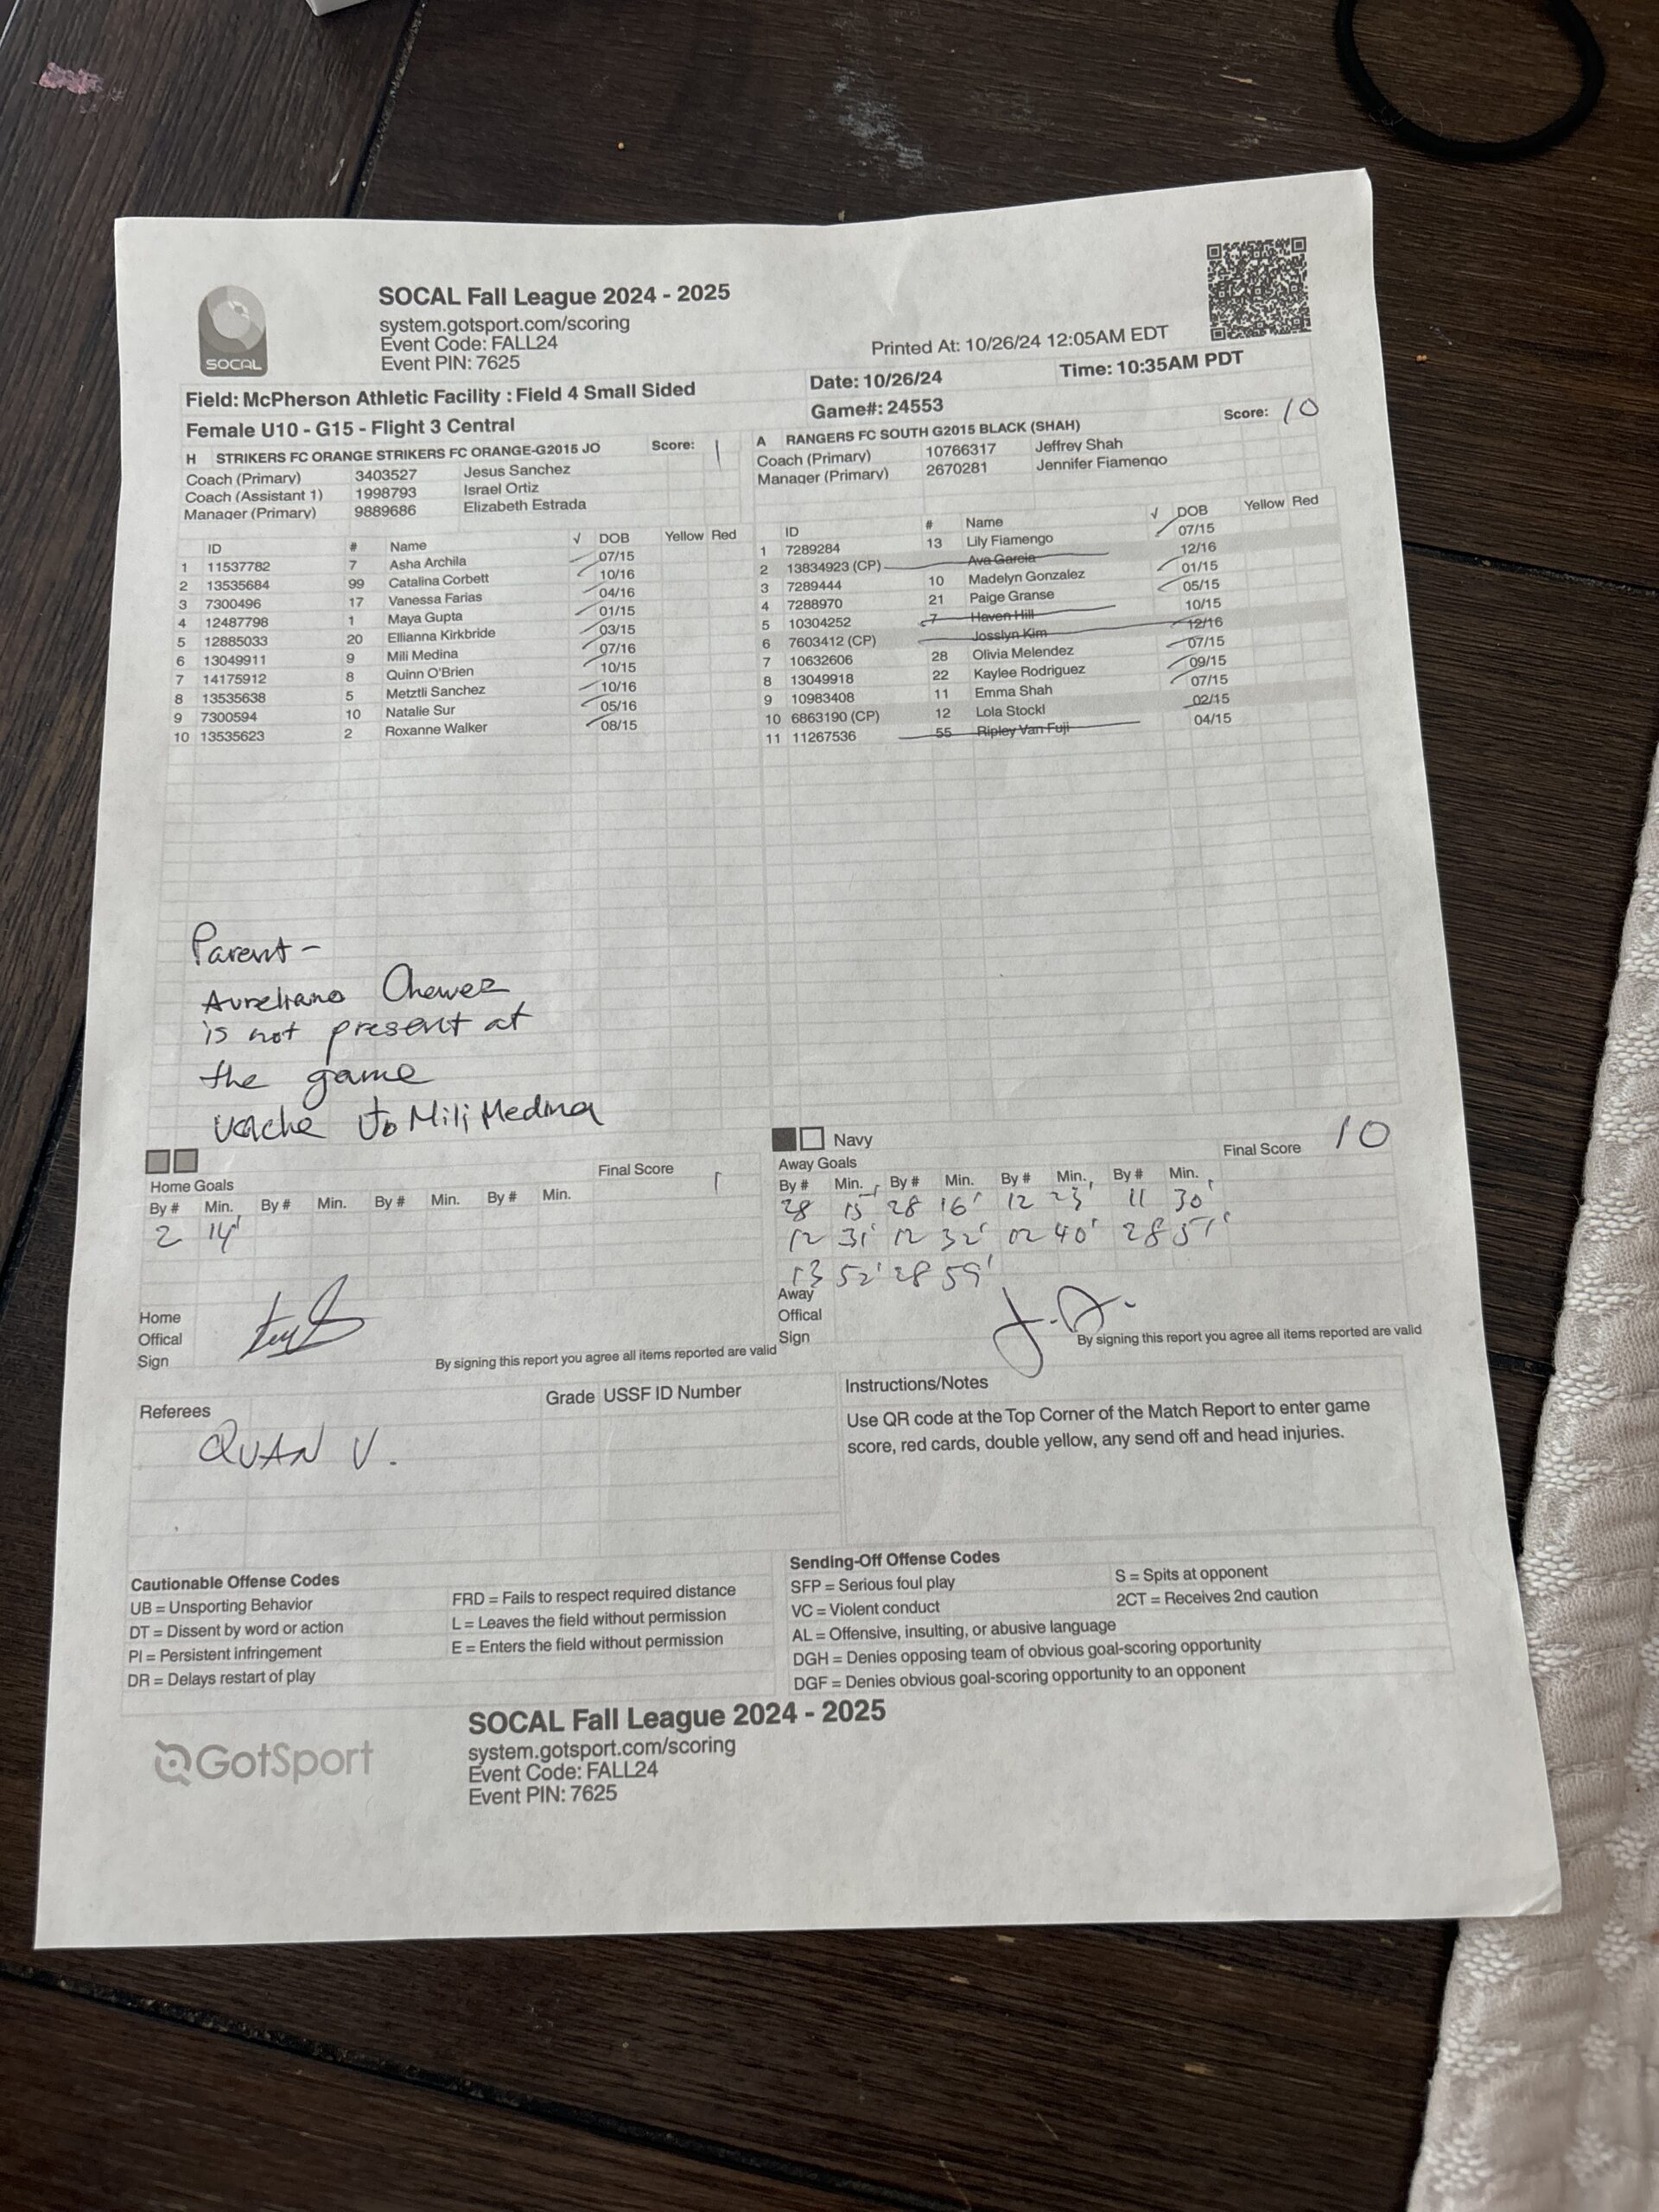 SOCAL
SOCAL Fall League 2024 - 2025
system.gotsport.com/scoring
Event Code: FALL24
Event PIN: 7625
Printed At: 10/26/24 12:05AM EDT
Field: McPherson Athletic Facility : Field 4 Small Sided
Date: 10/26/24
Time: 10:35AM PDT
Female U10 - G15 - Flight 3 Central
Game#: 24553
H STRIKERS FC ORANGE STRIKERS FC ORANGE-G2015 JO Score: 1
Coach (Primary) 3403527 Jesus Sanchez
Coach (Assistant 1) 1998793 Israel Ortiz
Manager (Primary) 9889686 Elizabeth Estrada
ID # Name √ DOB Yellow Red
1 11537782 7 Asha Archila 07/15
2 13535684 99 Catalina Corbett 10/16
3 7300496 17 Vanessa Farias 04/16
4 12487798 1 Maya Gupta 01/15
5 12885033 20 Ellianna Kirkbride 03/15
6 13049911 9 Mili Medina 07/16
7 14175912 8 Quinn O'Brien 10/15
8 13535638 5 Metztli Sanchez 10/16
9 7300594 10 Natalie Sur 05/16
10 13535623 2 Roxanne Walker 08/15
A RANGERS FC SOUTH G2015 BLACK (SHAH) Score: 10
Coach (Primary) 10766317 Jeffrey Shah
Manager (Primary) 2670281 Jennifer Fiamengo
ID # Name √ DOB Yellow Red
1 7289284 13 Lily Fiamengo 07/15
2 13834923 (CP) Ava Garcia 12/16
3 7289444 10 Madelyn Gonzalez 01/15
4 7288970 21 Paige Granse 05/15
5 10304252 7 Haven Hill 10/15
6 7603412 (CP) Josslyn Kim 12/16
7 10632606 28 Olivia Melendez 07/15
8 13049918 22 Kaylee Rodriguez 09/15
9 10983408 11 Emma Shah 07/15
10 6863190 (CP) 12 Lola Stockl 02/15
11 11267536 55 Ripley Van Fuji 04/15
Parent -
Aureliano
is not present at
the game
to Mili Medina
Home Goals Final Score 1
By # Min. By # Min. By # Min. By # Min.
2 14'
Navy
Away Goals Final Score 10
By # Min. By # Min. By # Min. By # Min.
28 15' 28 16' 12 23' 11 30'
12 31' 12 32' 12 40' 28 51'
13 52' 28 59'
Home
Offical
Sign
By signing this report you agree all items reported are valid
Away
Offical
Sign
By signing this report you agree all items reported are valid
Referees Grade USSF ID Number
QUAN V.
Instructions/Notes
Use QR code at the Top Corner of the Match Report to enter game
score, red cards, double yellow, any send off and head injuries.
Cautionable Offense Codes
UB = Unsporting Behavior
DT = Dissent by word or action
PI = Persistent infringement
DR = Delays restart of play
FRD = Fails to respect required distance
L = Leaves the field without permission
E = Enters the field without permission
Sending-Off Offense Codes
SFP = Serious foul play
VC = Violent conduct
AL = Offensive, insulting, or abusive language
DGH = Denies opposing team of obvious goal-scoring opportunity
DGF = Denies obvious goal-scoring opportunity to an opponent
S = Spits at opponent
2CT = Receives 2nd caution
GotSport
SOCAL Fall League 2024 - 2025
system.gotsport.com/scoring
Event Code: FALL24
Event PIN: 7625